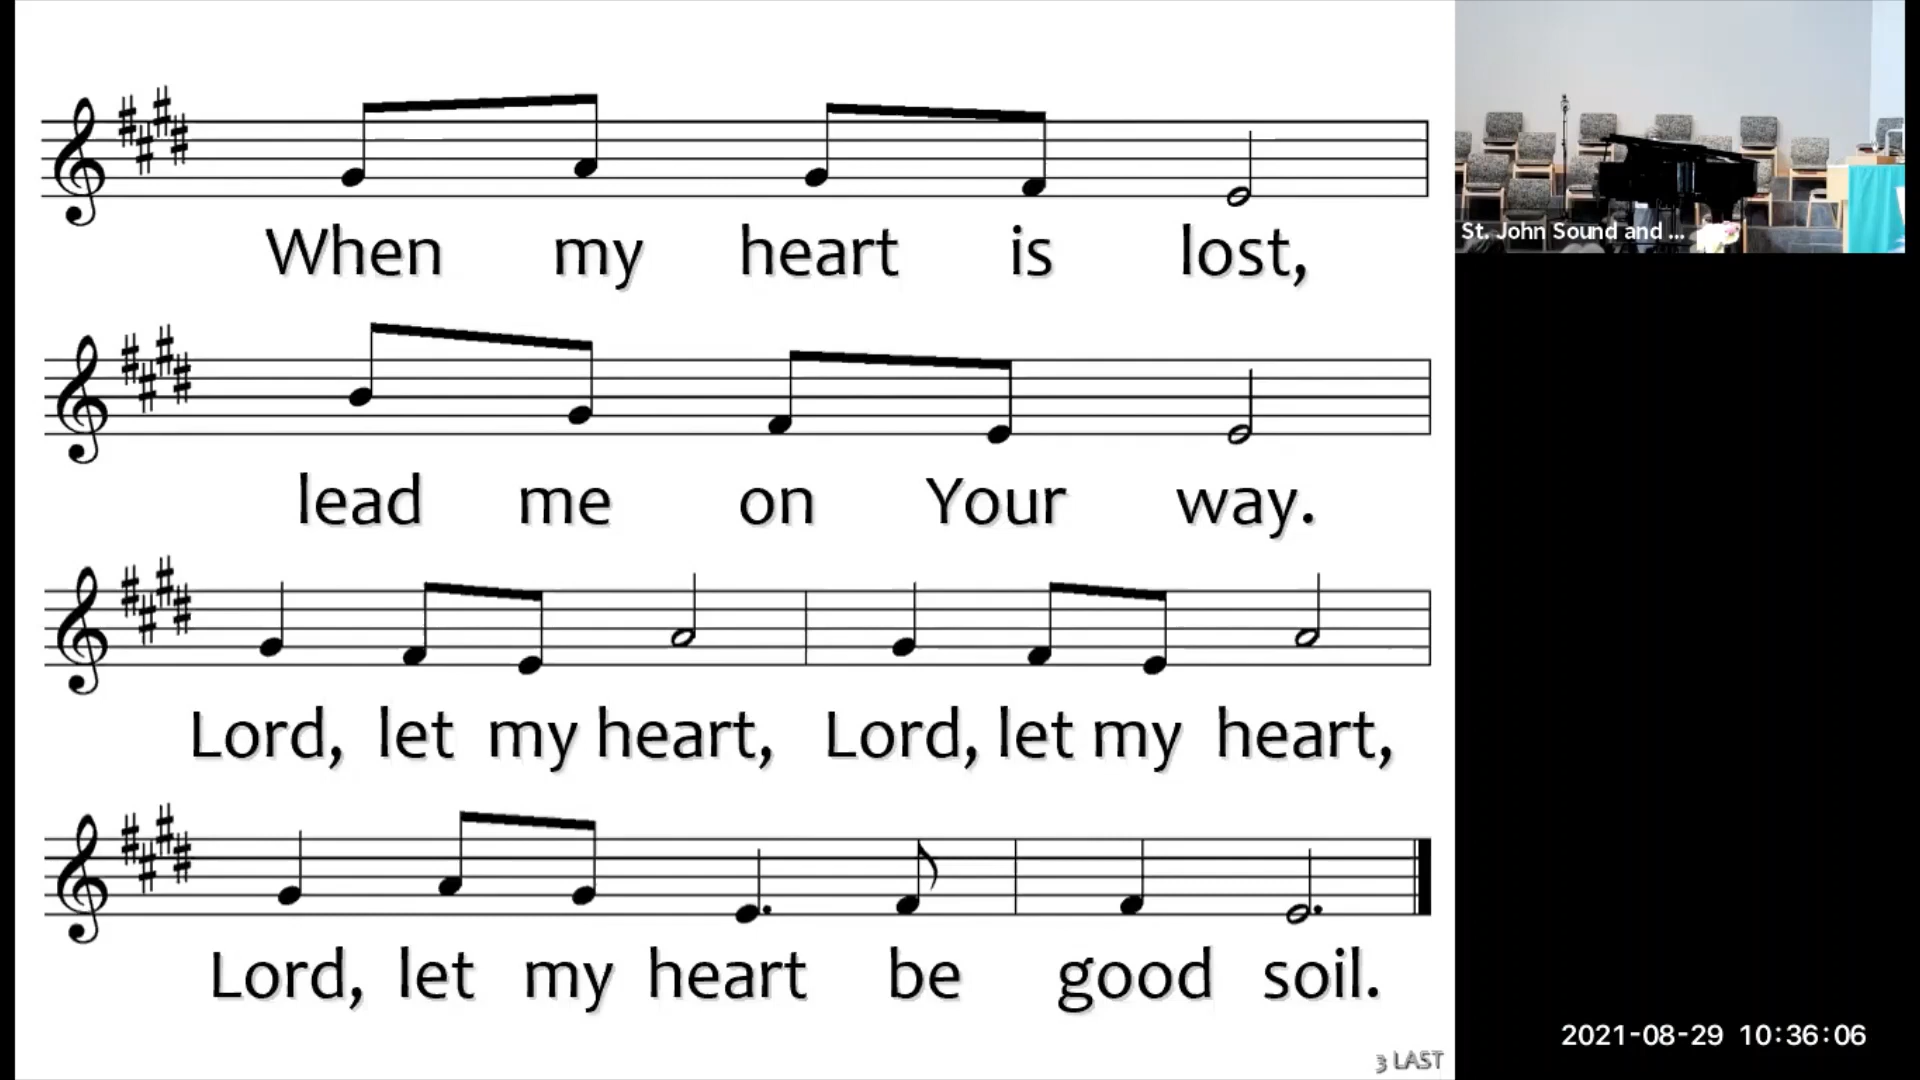 When my heart is lost,
lead me on Your way.
Lord, let my heart, Lord, let my heart,
Lord, let my heart be good soil.
3 LAST
St. John Sound and ...
2021-08-29 10:36:06